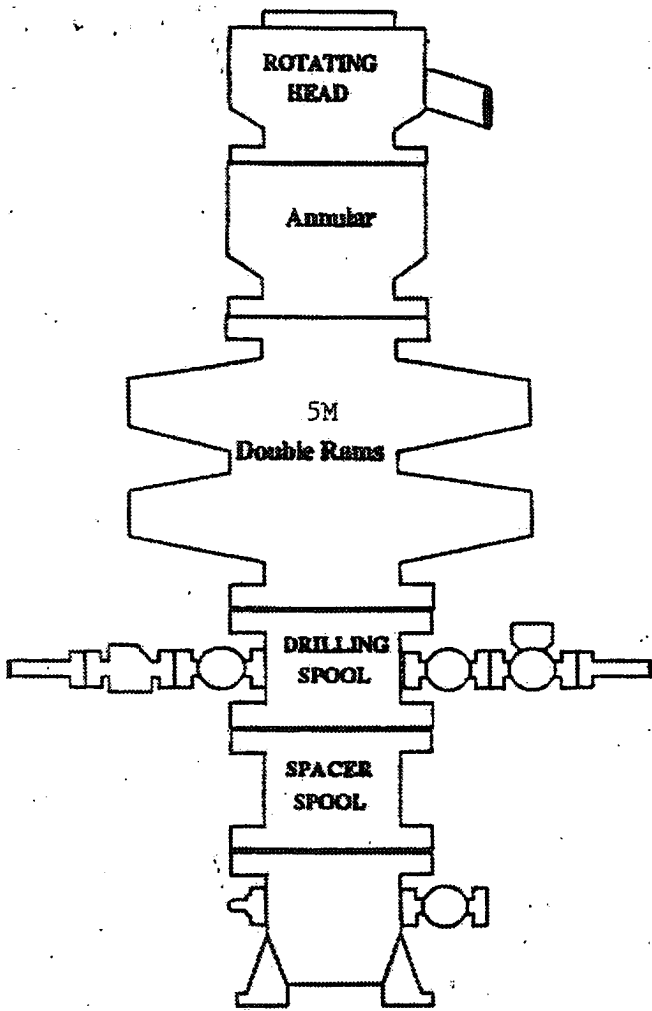 ROTATING
HEAD
Annular
5M
Double Rams
DRILLING
SPOOL
SPACER
SPOOL